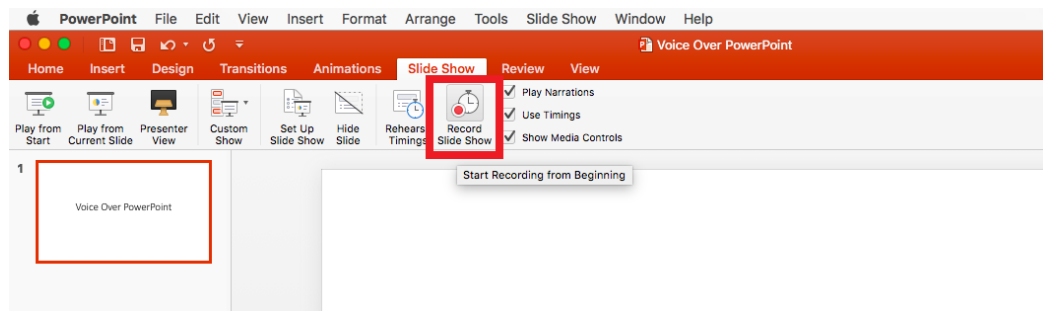 PowerPoint File Edit View Insert Format Arrange Tools Slide Show Window Help
Voice Over PowerPoint
Home Insert Design Transitions Animations Slide Show Review View
Play from Start
Play from Current Slide
Presenter View
Custom Show
Set Up Slide Show
Hide Slide
Rehearse Timings
Record Slide Show
Play Narrations
Use Timings
Show Media Controls
Start Recording from Beginning
1
Voice Over PowerPoint